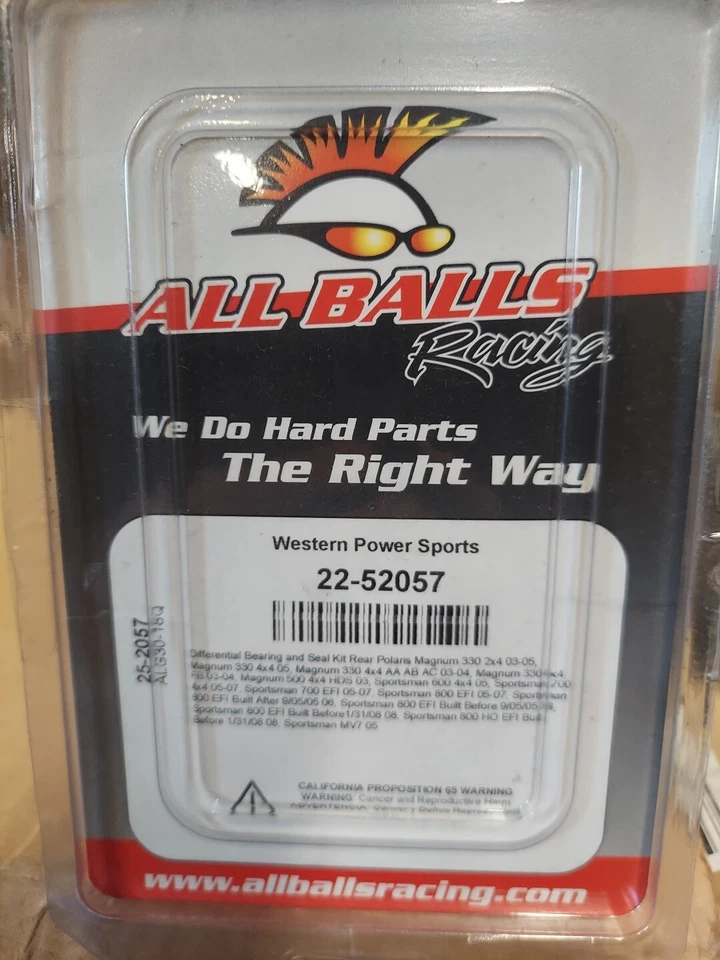 ALL BALLS
Racing
We Do Hard Parts
The Right Way
Western Power Sports
22-52057
25-2057
ALG30-18Q
Differential Bearing and Seal Kit Rear Polaris Magnum 330 2x4 03-05,
Magnum 330 4x4 05, Magnum 330 4x4 AA AB AC 03-04, Magnum 330 4x4
FB 03-04, Magnum 500 4x4 HDS 03, Sportsman 600 4x4 05, Sportsman 700
4x4 05-07, Sportsman 700 EFI 05-07, Sportsman 800 EFI 05-07, Sportsman
800 EFI Built After 9/05/05 06, Sportsman 800 EFI Built Before 9/05/05
Sportsman 800 EFI Built Before1/31/08 08, Sportsman 800 HO EFI Built
Before 1/31/08 08, Sportsman MV7 05
CALIFORNIA PROPOSITION 65 WARNING
WARNING: Cancer and Reproductive Harm
www.allballsracing.com